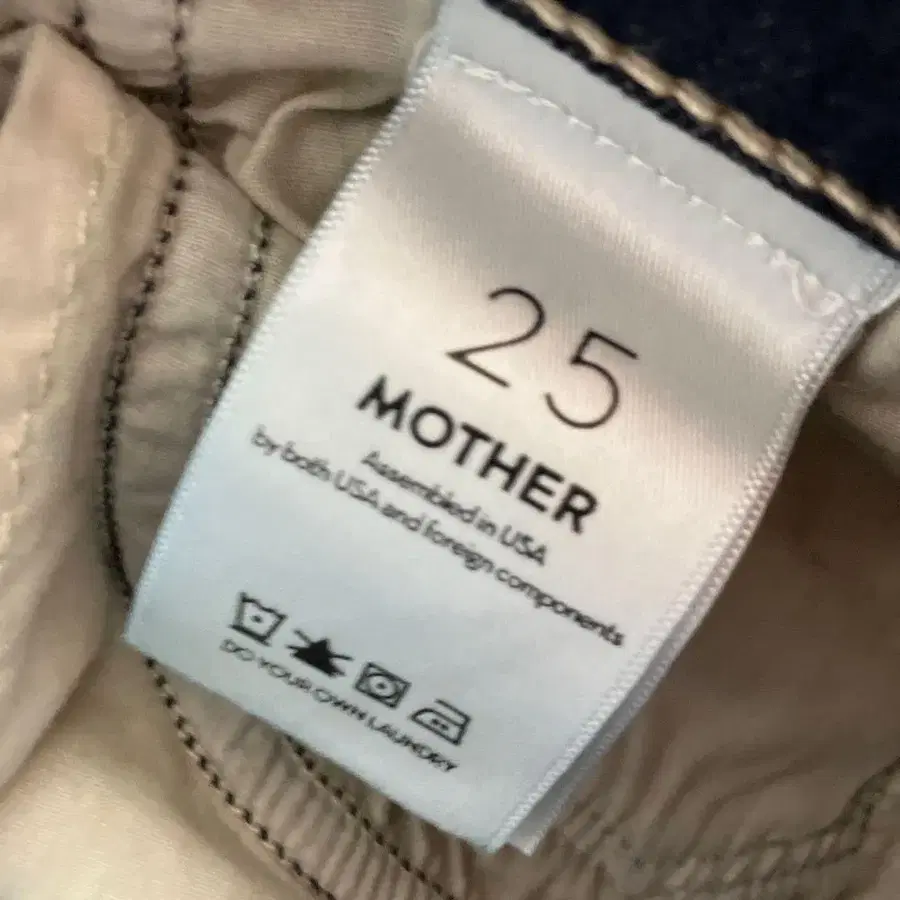 25
MOTHER
Assembled in USA
by both USA and foreign components
DO YOUR OWN LAUNDRY